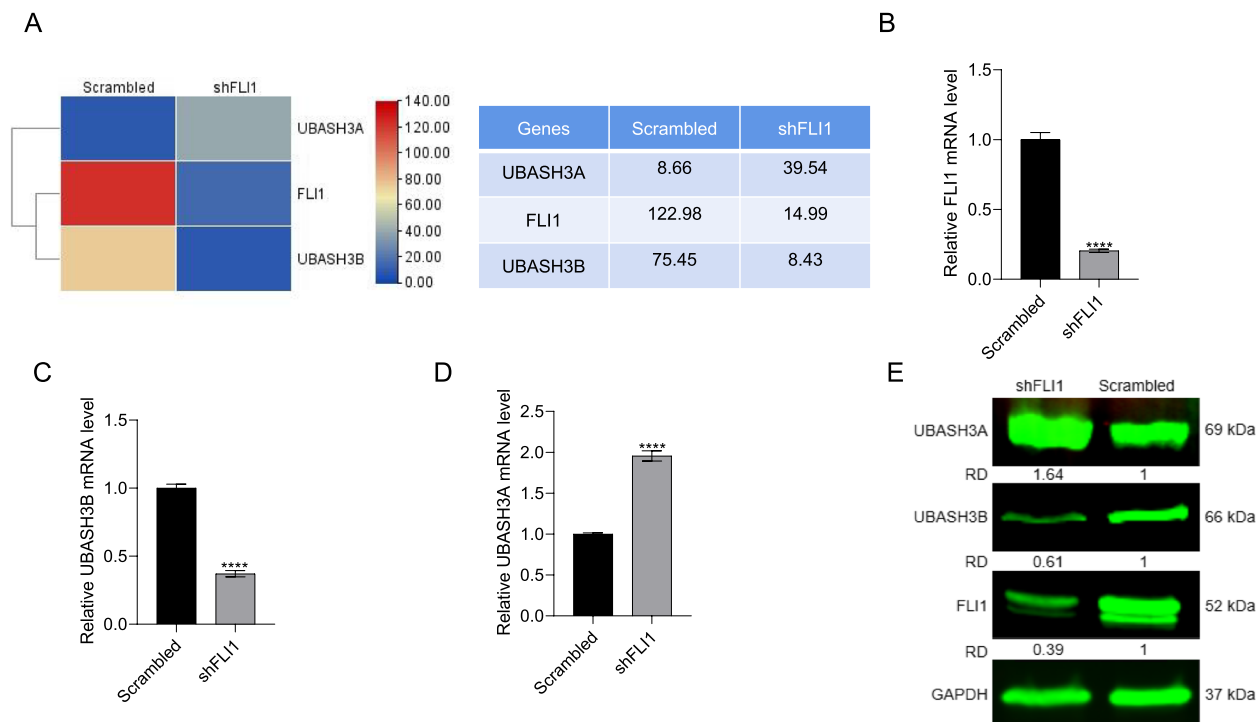 A
Scrambled shFLI1
UBASH3A
FLI1
UBASH3B
140.00
120.00
100.00
80.00
60.00
40.00
20.00
0.00
Genes Scrambled shFLI1
UBASH3A 8.66 39.54
FLI1 122.98 14.99
UBASH3B 75.45 8.43
B
Relative FLI1 mRNA level
1.5
1.0
0.5
0.0
****
Scrambled
shFLI1
C
Relative UBASH3B mRNA level
1.5
1.0
0.5
0.0
****
Scrambled
shFLI1
D
Relative UBASH3A mRNA level
2.5
2.0
1.5
1.0
0.5
0.0
****
Scrambled
shFLI1
E
shFLI1 Scrambled
UBASH3A 69 kDa
RD 1.64 1
UBASH3B 66 kDa
RD 0.61 1
FLI1 52 kDa
RD 0.39 1
GAPDH 37 kDa